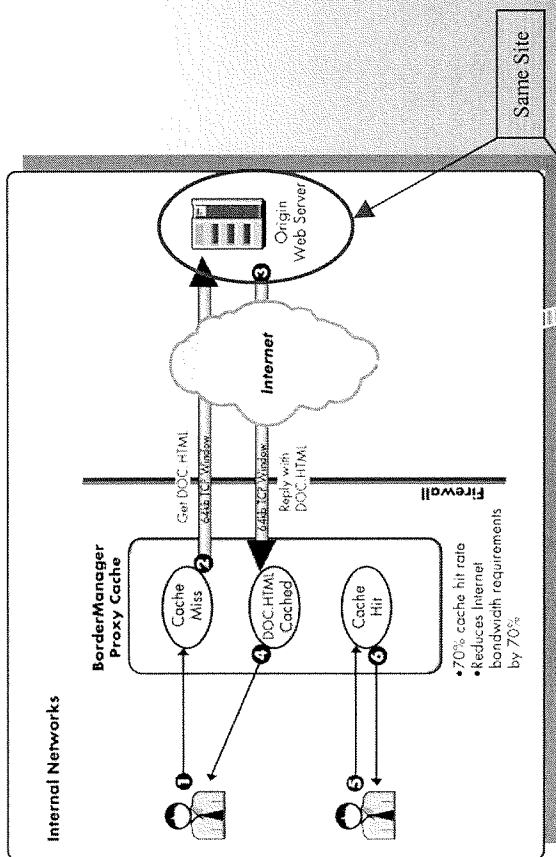 Internal Networks
BorderManager
Proxy Cache
1
Cache
Miss
2
Get DOC.HTML
64kb TCP Window
Internet
Origin
Web Server
3
64kb TCP Window
Reply with
DOC.HTML
4
DOC.HTML
Cached
5
Cache
Hit
6
Firewall
• 70% cache hit rate
• Reduces Internet
bandwidth requirements
by 70%
Same Site